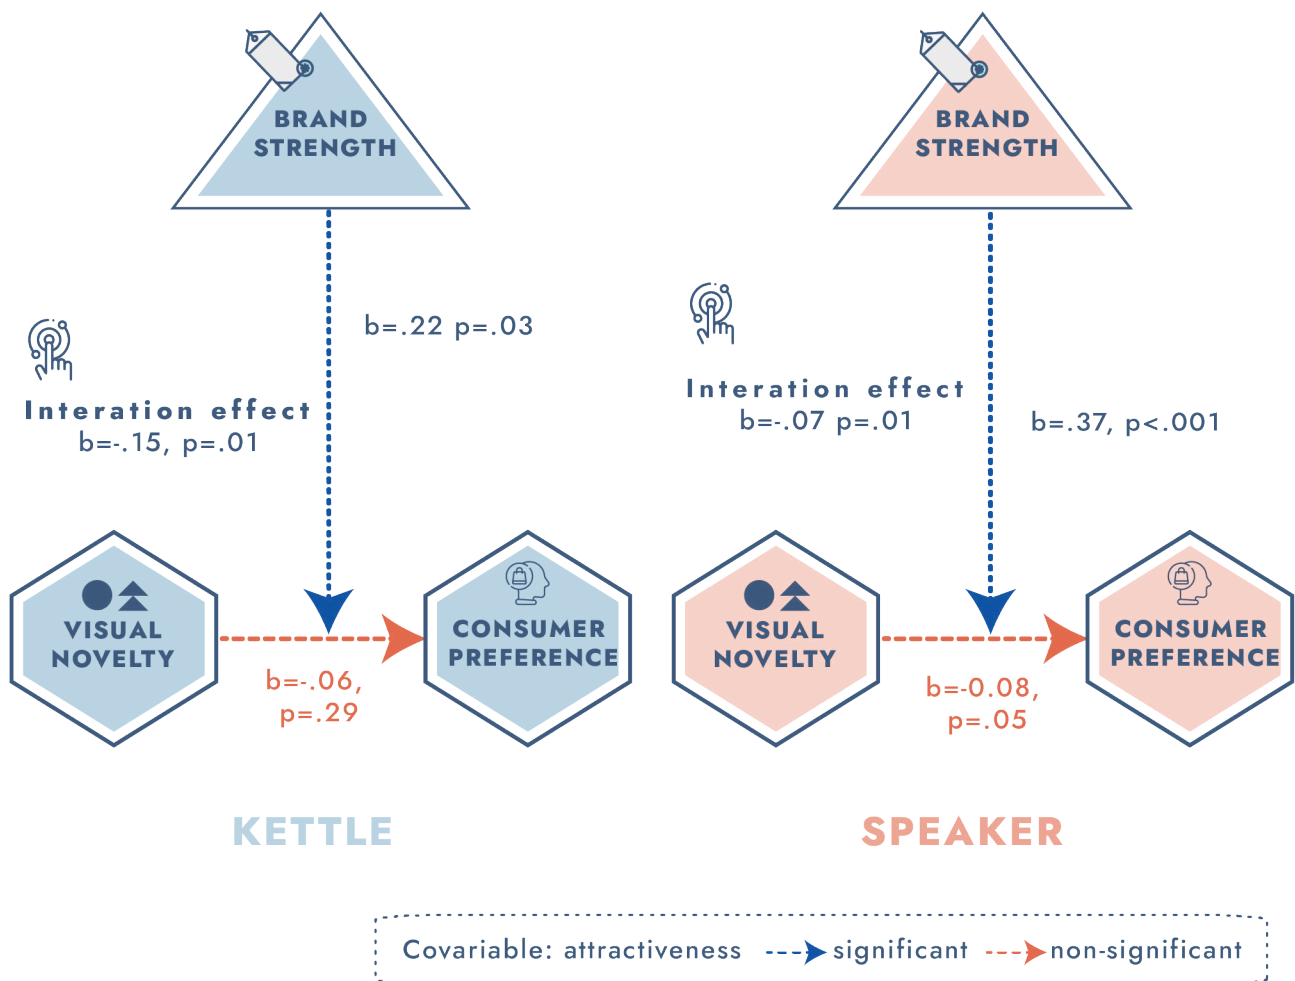 BRAND
STRENGTH
b=.22 p=.03
Interation effect
b=-.15, p=.01
VISUAL
NOVELTY
CONSUMER
PREFERENCE
b=-.06,
p=.29
KETTLE
BRAND
STRENGTH
Interation effect
b=-.07 p=.01
b=.37, p<.001
VISUAL
NOVELTY
CONSUMER
PREFERENCE
b=-0.08,
p=.05
SPEAKER
Covariable: attractiveness significant non-significant